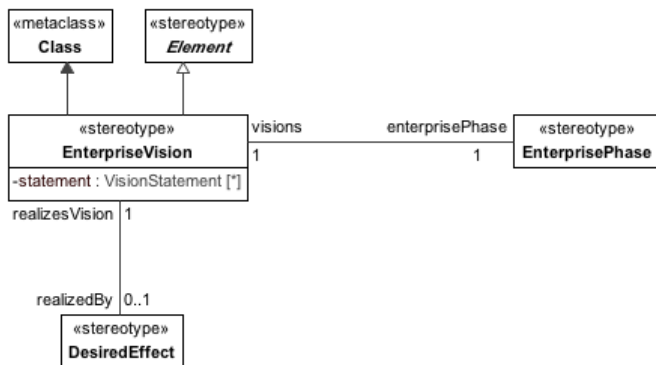 «metaclass»
Class
«stereotype»
Element
«stereotype»
EnterpriseVision
-statement : VisionStatement [*]
visions
enterprisePhase
1
1
«stereotype»
EnterprisePhase
realizesVision
1
realizedBy
0..1
«stereotype»
DesiredEffect